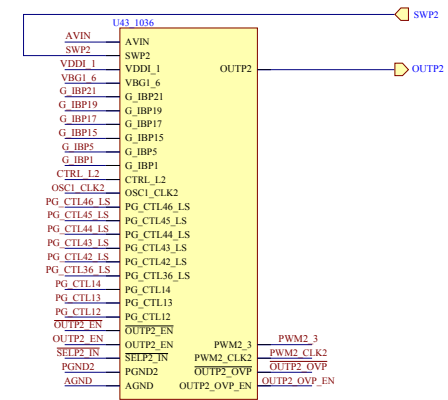 U43_1036
SWP2
AVIN AVIN
SWP2 SWP2
VDDI_1 VDDI_1 OUTP2 OUTP2
VBG1_6 VBG1_6
G_IBP21 G_IBP21
G_IBP19 G_IBP19
G_IBP17 G_IBP17
G_IBP15 G_IBP15
G_IBP5 G_IBP5
G_IBP1 G_IBP1
CTRL_L2 CTRL_L2
OSC1_CLK2 OSC1_CLK2
PG_CTL46_LS PG_CTL46_LS
PG_CTL45_LS PG_CTL45_LS
PG_CTL44_LS PG_CTL44_LS
PG_CTL43_LS PG_CTL43_LS
PG_CTL42_LS PG_CTL42_LS
PG_CTL36_LS PG_CTL36_LS
PG_CTL14 PG_CTL14
PG_CTL13 PG_CTL13
PG_CTL12 PG_CTL12
OUTP2_EN OUTP2_EN
OUTP2_EN OUTP2_EN PWM2_3 PWM2_3
SELP2_IN SELP2_IN PWM2_CLK2 PWM2_CLK2
PGND2 PGND2 OUTP2_OVP OUTP2_OVP
AGND AGND OUTP2_OVP_EN OUTP2_OVP_EN